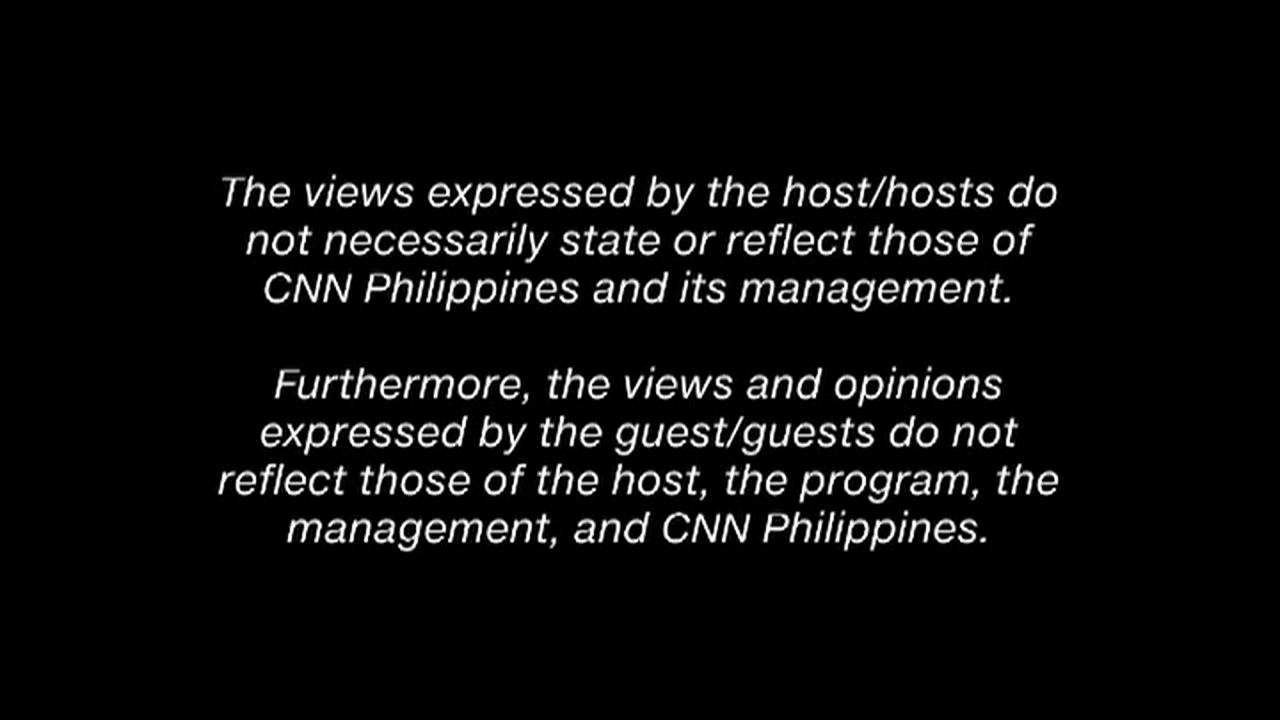 The views expressed by the host/hosts do
not necessarily state or reflect those of
CNN Philippines and its management.
Furthermore, the views and opinions
expressed by the guest/guests do not
reflect those of the host, the program, the
management, and CNN Philippines.